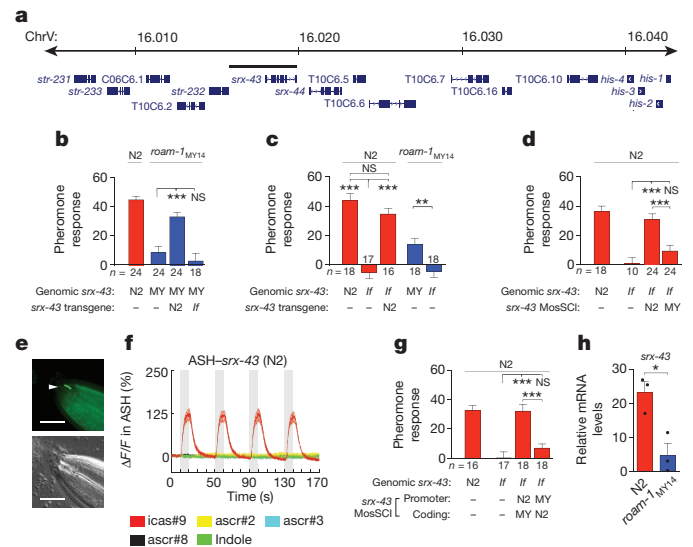 a
ChrV: 16.010 16.020 16.030 16.040
str-231 C06C6.1 srx-43 T10C6.5 T10C6.7 T10C6.10 his-4 his-1
str-233 str-232 srx-44 T10C6.16 his-3
T10C6.2 T10C6.6 his-2
b
N2 roam-1MY14
*** NS
Pheromone response
60
40
20
0
n = 24 24 24 18
Genomic srx-43: N2 MY MY MY
srx-43 transgene: – – N2 lf
c
N2 roam-1MY14
NS
*** *** **
Pheromone response
60
40
20
0
17 18
n = 18 16 18
Genomic srx-43: N2 lf lf MY lf
srx-43 transgene: – – N2 – –
d
N2
*** NS
***
Pheromone response
60
40
20
0
n = 18 10 24 24
Genomic srx-43: N2 lf lf lf
srx-43 MosSCI: – – N2 MY
e
f
ASH–srx-43 (N2)
ΔF/F in ASH (%)
250
125
0
0 50 90 130 170
Time (s)
icas#9 ascr#2 ascr#3
ascr#8 Indole
g
N2
*** NS
***
Pheromone response
60
40
20
0
n = 16 17 18 18
Genomic srx-43: N2 lf lf lf
srx-43 MosSCI Promoter: N2 MY
Coding: MY N2
h
srx-43
*
Relative mRNA levels
30
20
10
0
N2
roam-1MY14